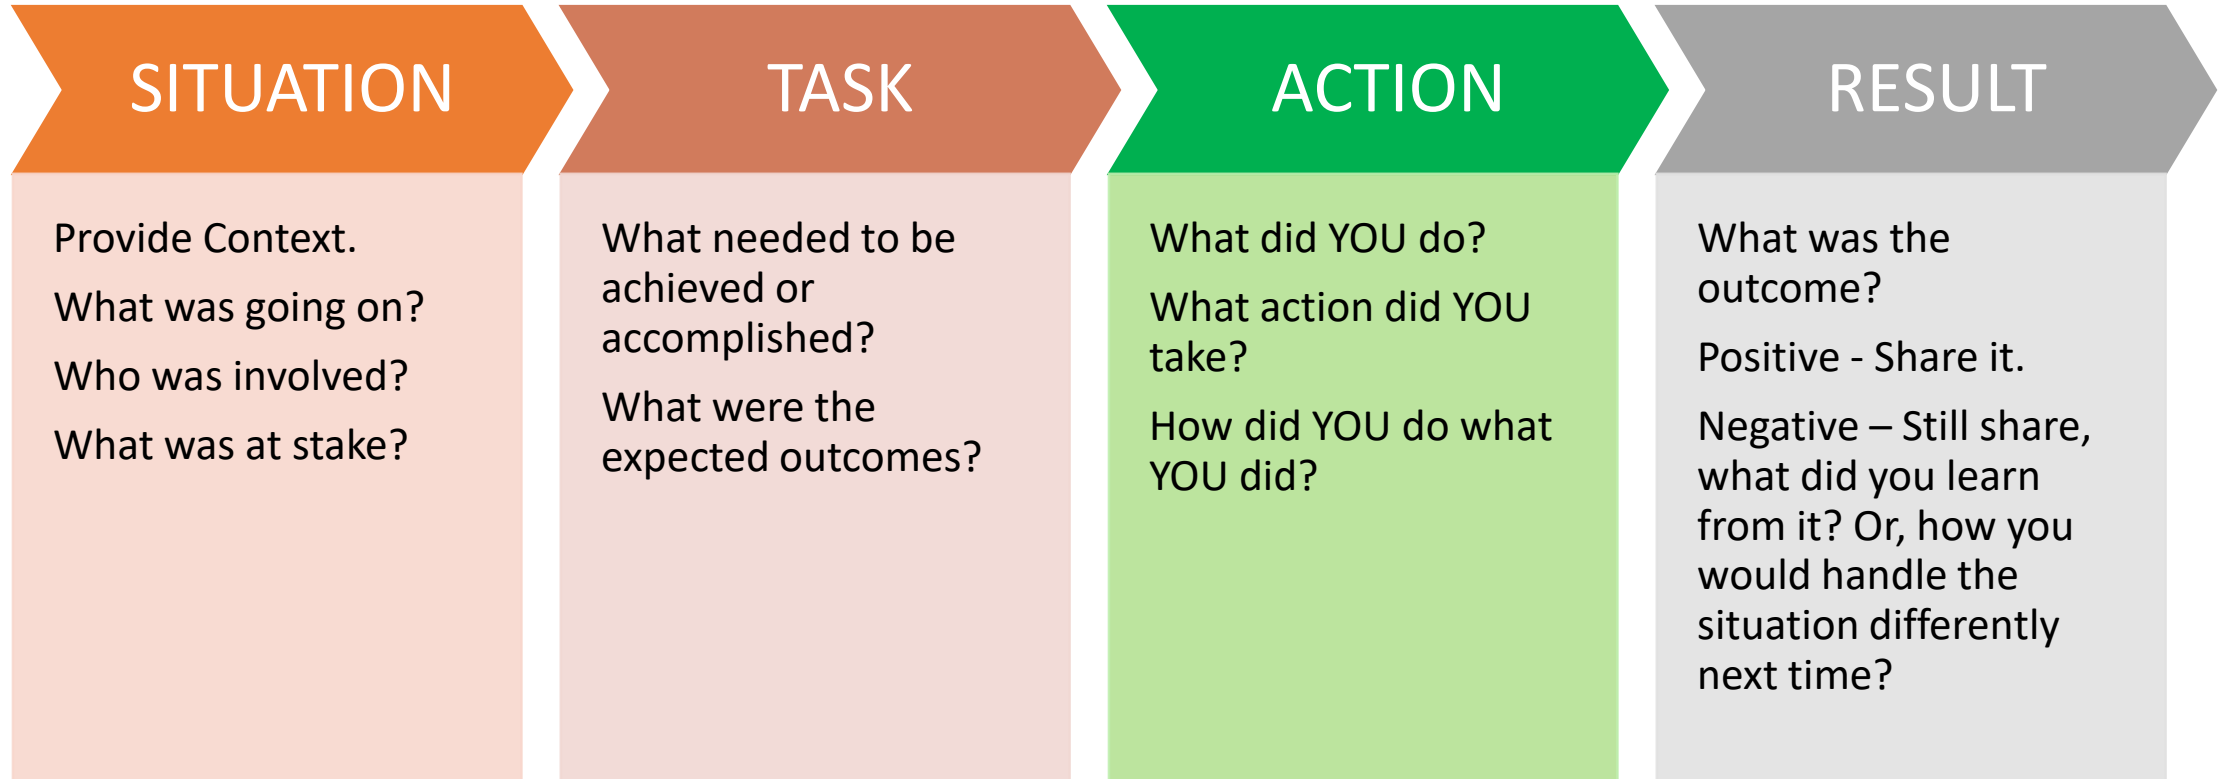 SITUATION
Provide Context.
What was going on?
Who was involved?
What was at stake?
TASK
What needed to be
achieved or
accomplished?
What were the
expected outcomes?
ACTION
What did YOU do?
What action did YOU
take?
How did YOU do what
YOU did?
RESULT
What was the
outcome?
Positive - Share it.
Negative – Still share,
what did you learn
from it? Or, how you
would handle the
situation differently
next time?